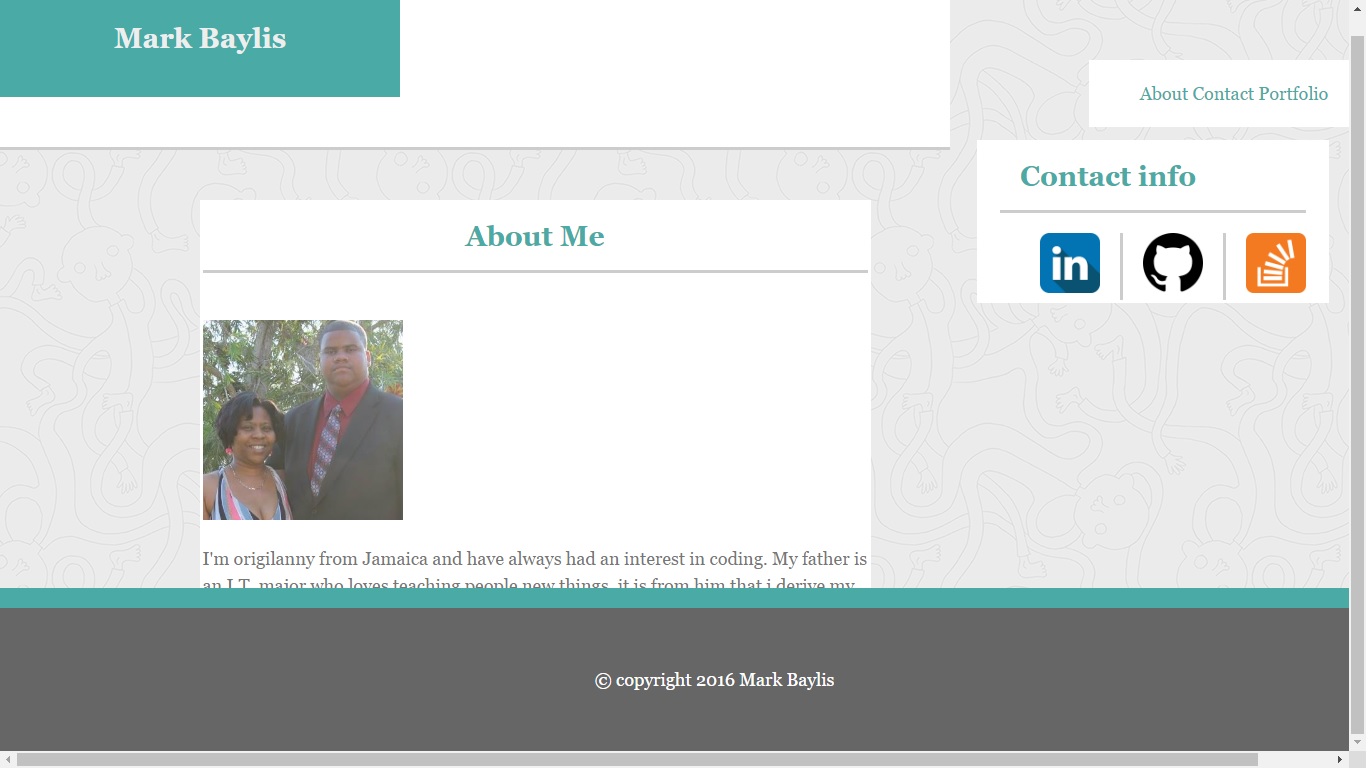 Mark Baylis
About Contact Portfolio
Contact info
in
About Me
I'm origilanny from Jamaica and have always had an interest in coding. My father is
an I.T. major who loves teaching people new things, it is from him that i derive my
© copyright 2016 Mark Baylis